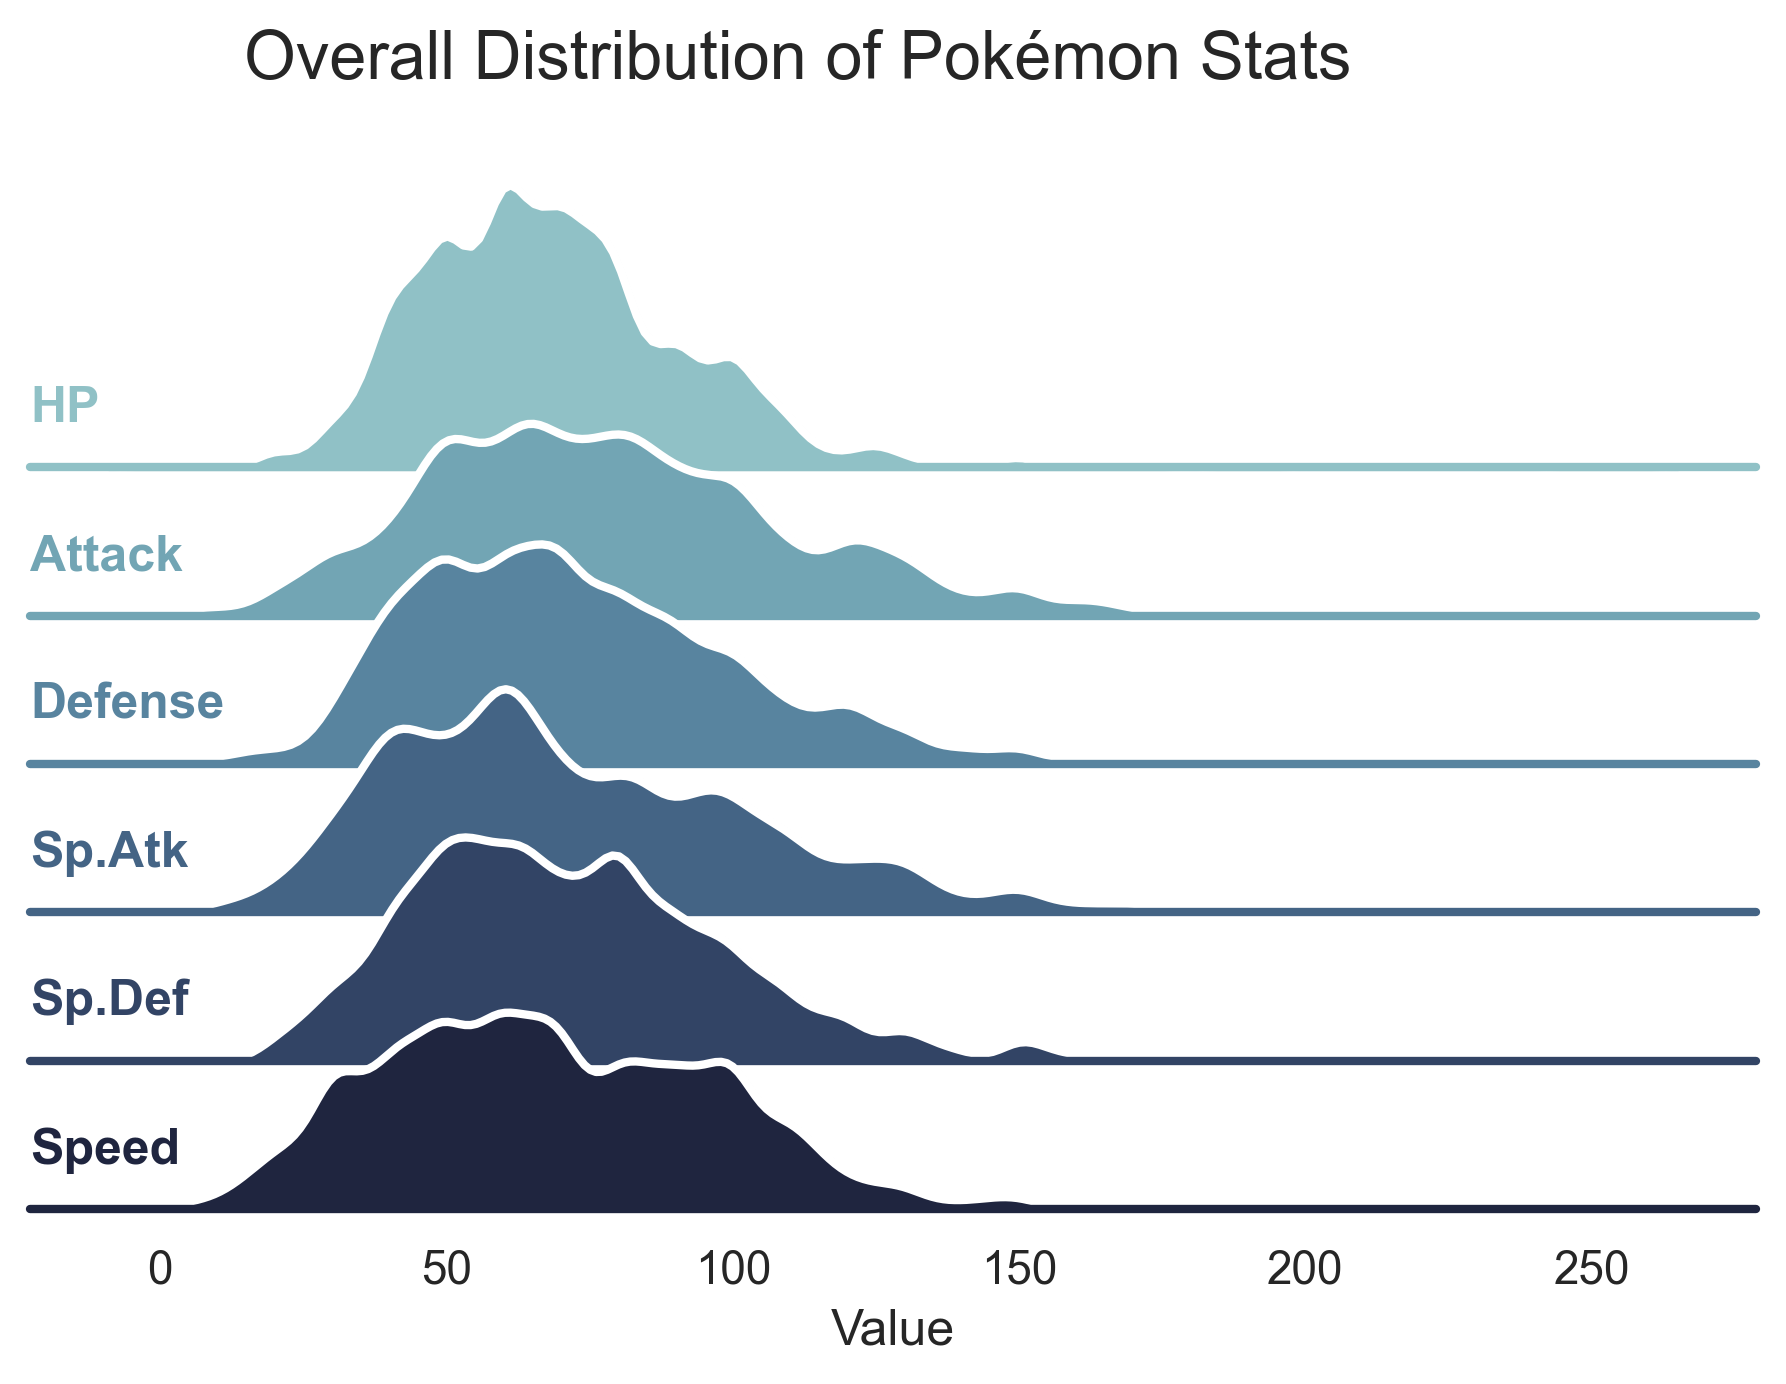 Overall Distribution of Pokémon Stats
HP
Attack
Defense
Sp.Atk
Sp.Def
Speed
0 50 100 150 200 250
Value